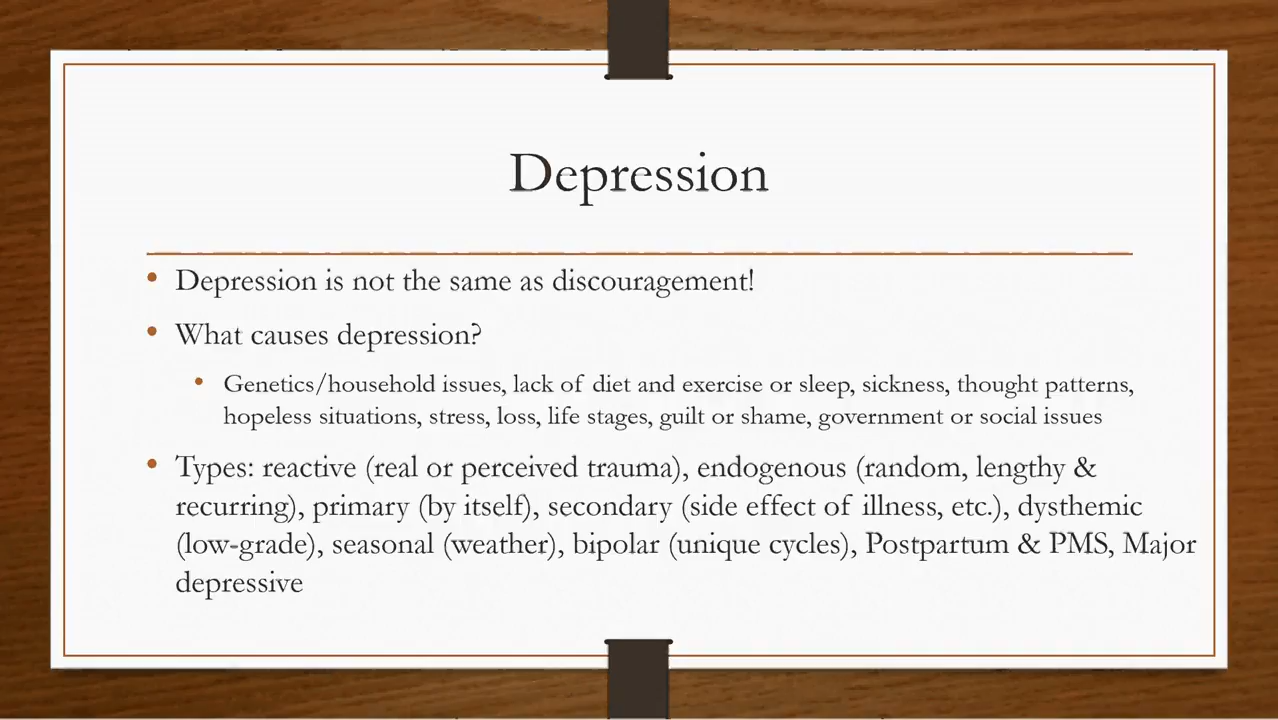 Depression
Depression is not the same as discouragement!
What causes depression?
Genetics/household issues, lack of diet and exercise or sleep, sickness, thought patterns,
hopeless situations, stress, loss, life stages, guilt or shame, government or social issues
Types: reactive (real or perceived trauma), endogenous (random, lengthy &
recurring), primary (by itself), secondary (side effect of illness, etc.), dysthemic
(low-grade), seasonal (weather), bipolar (unique cycles), Postpartum & PMS, Major
depressive